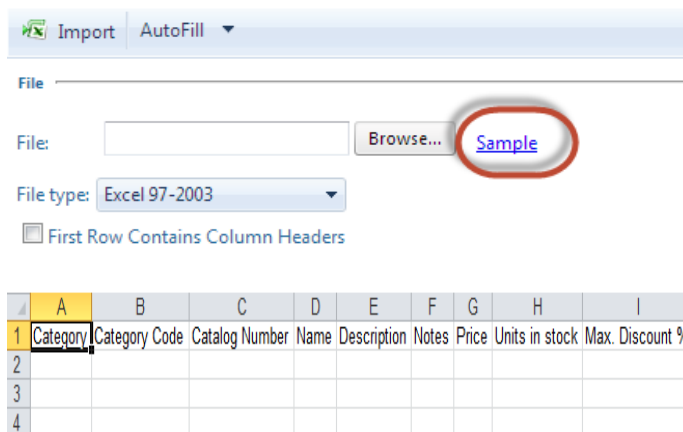 Import AutoFill
File
File: Browse... Sample
File type: Excel 97-2003
First Row Contains Column Headers
A B C D E F G H I
1 Category Category Code Catalog Number Name Description Notes Price Units in stock Max. Discount %
2
3
4